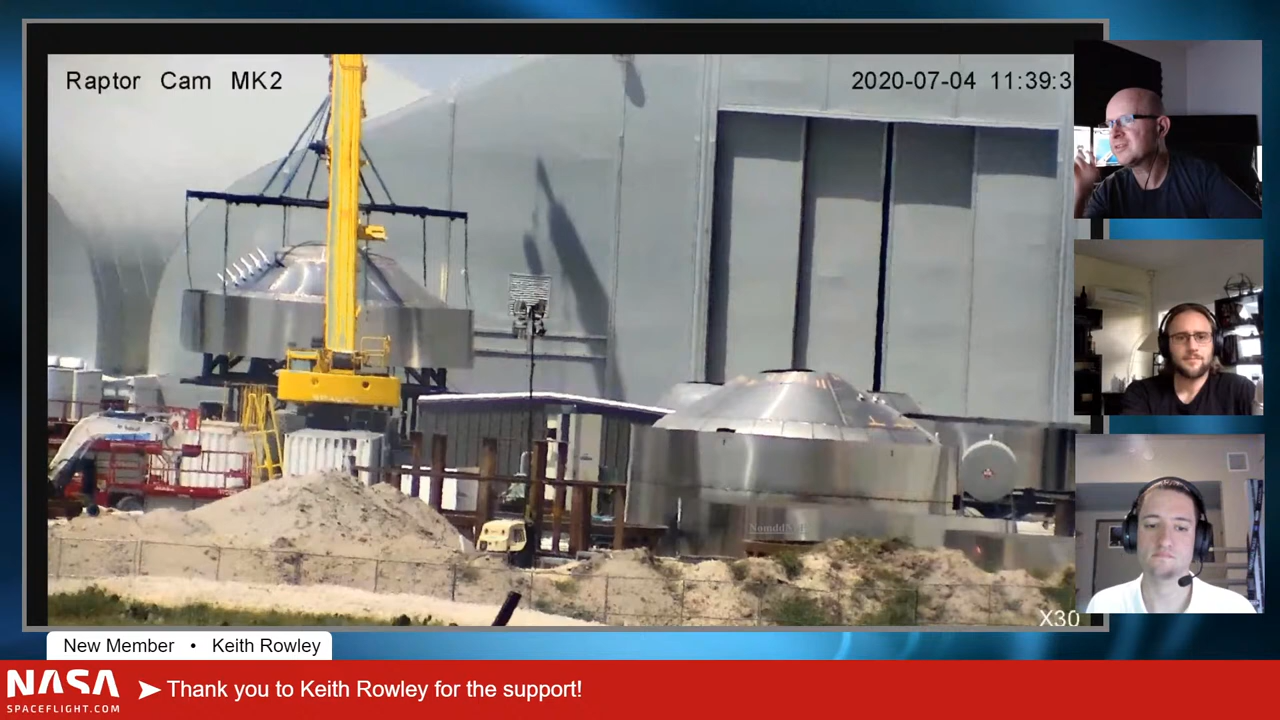 Raptor Cam MK2
2020-07-04 11:39:3
X30
New Member • Keith Rowley
NASA
SPACEFLIGHT.COM
Thank you to Keith Rowley for the support!